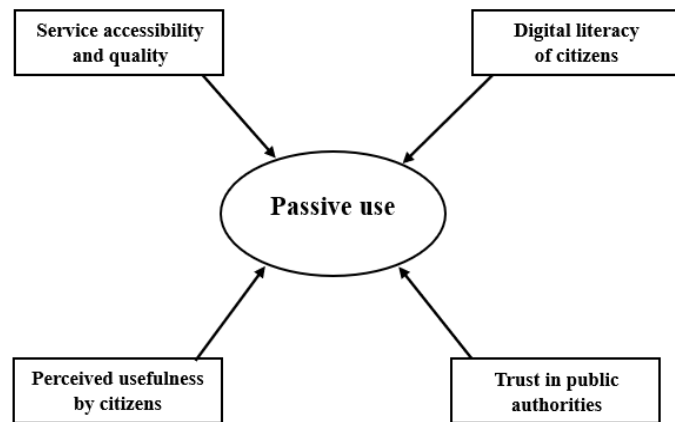 Service accessibility
and quality
Digital literacy
of citizens
Passive use
Perceived usefulness
by citizens
Trust in public
authorities